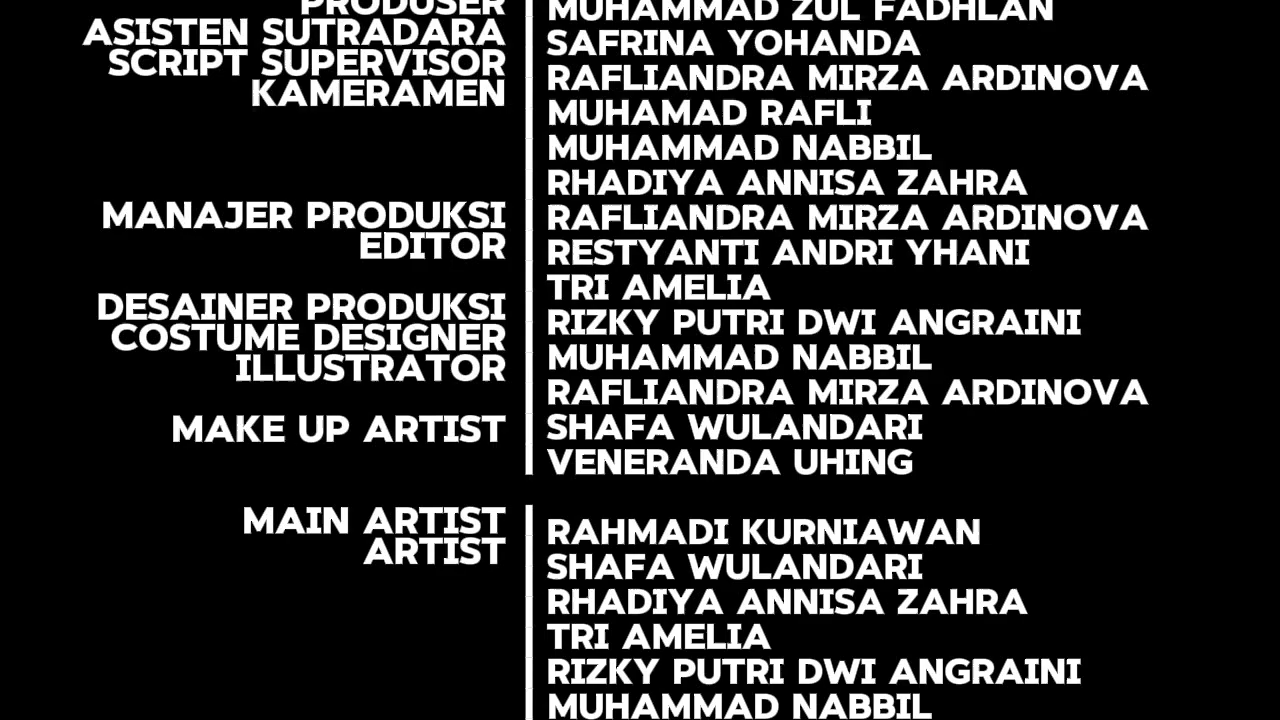 PRODUSER
ASISTEN SUTRADARA
SCRIPT SUPERVISOR
KAMERAMEN
MANAJER PRODUKSI
EDITOR
DESAINER PRODUKSI
COSTUME DESIGNER
ILLUSTRATOR
MAKE UP ARTIST
MUHAMMAD ZUL FADHLAN
SAFRINA YOHANDA
RAFLIANDRA MIRZA ARDINOVA
MUHAMAD RAFLI
MUHAMMAD NABBIL
RHADIYA ANNISA ZAHRA
RAFLIANDRA MIRZA ARDINOVA
RESTYANTI ANDRI YHANI
TRI AMELIA
RIZKY PUTRI DWI ANGRAINI
MUHAMMAD NABBIL
RAFLIANDRA MIRZA ARDINOVA
SHAFA WULANDARI
VENERANDA UHING
MAIN ARTIST
ARTIST
RAHMADI KURNIAWAN
SHAFA WULANDARI
RHADIYA ANNISA ZAHRA
TRI AMELIA
RIZKY PUTRI DWI ANGRAINI
MUHAMMAD NABBIL